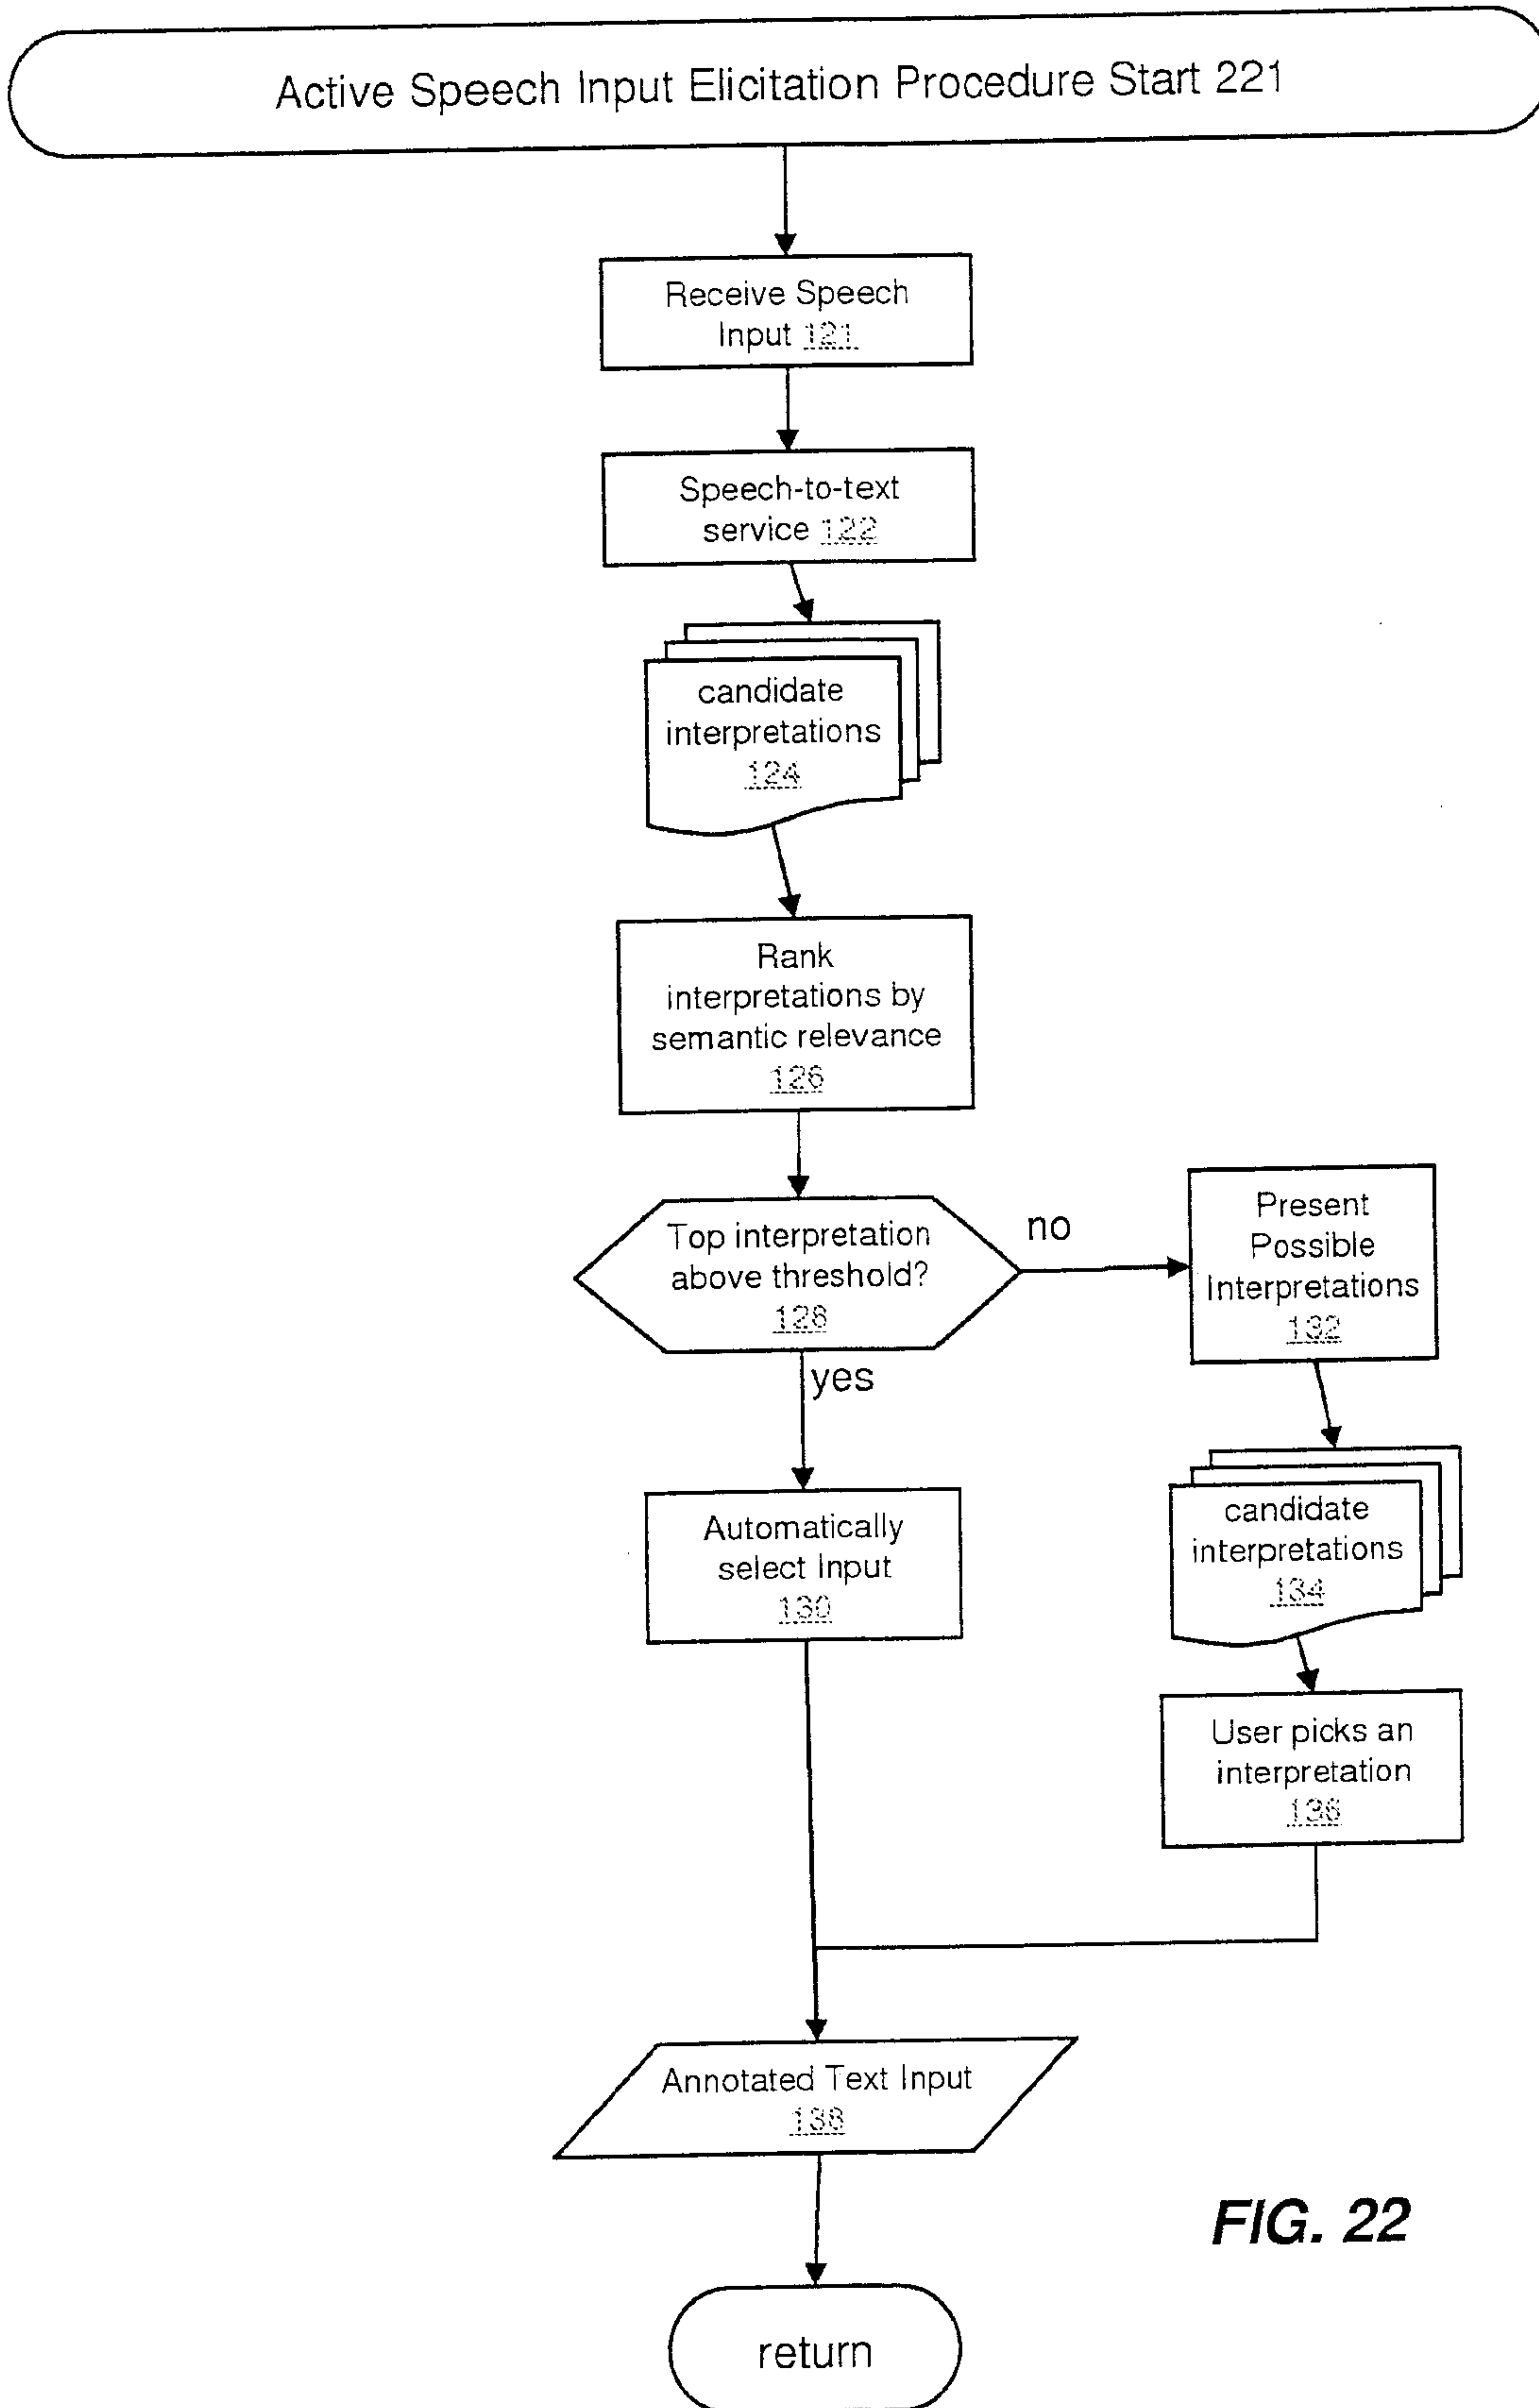 Active Speech Input Elicitation Procedure Start 221
Receive Speech
Input 121
Speech-to-text
service 122
candidate
interpretations
124
Rank
interpretations by
semantic relevance
126
Top interpretation
above threshold?
128
no
yes
Present
Possible
Interpretations
132
Automatically
select Input
130
candidate
interpretations
134
User picks an
interpretation
136
Annotated Text Input
138
FIG. 22
return